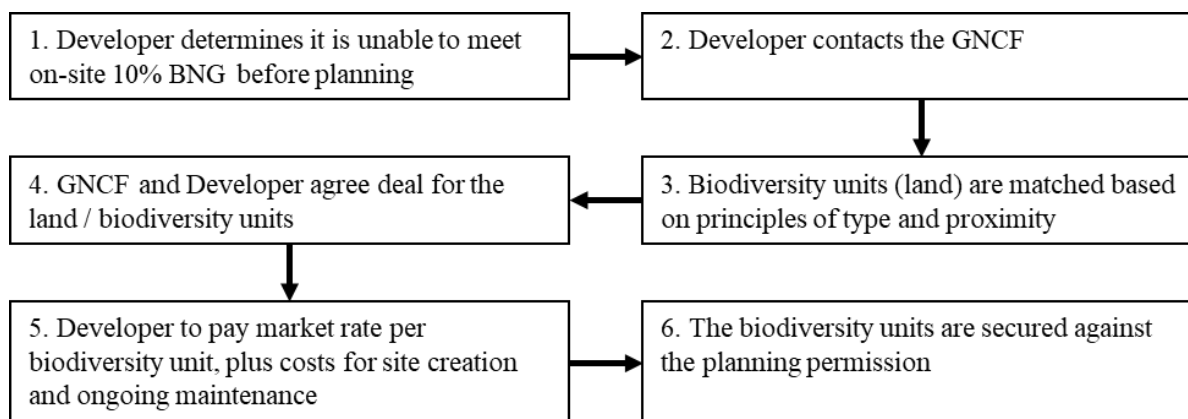 1. Developer determines it is unable to meet
on-site 10% BNG before planning
2. Developer contacts the GNCF
3. Biodiversity units (land) are matched based
on principles of type and proximity
4. GNCF and Developer agree deal for the
land / biodiversity units
5. Developer to pay market rate per
biodiversity unit, plus costs for site creation
and ongoing maintenance
6. The biodiversity units are secured against
the planning permission